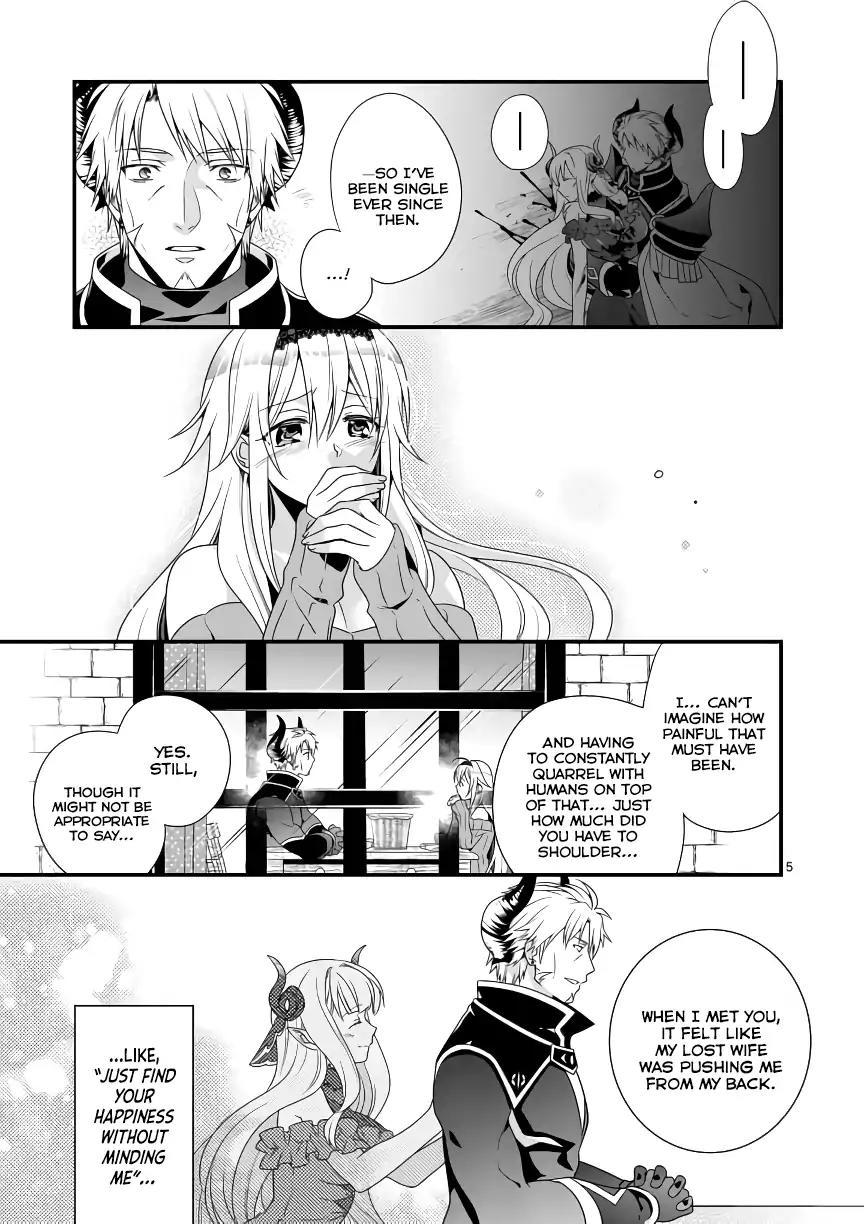 —SO I'VE
BEEN SINGLE
EVER SINCE
THEN.
...!
I... CAN'T
IMAGINE HOW
PAINFUL THAT
MUST HAVE
BEEN.
AND HAVING
TO CONSTANTLY
QUARREL WITH
HUMANS ON TOP
OF THAT... JUST
HOW MUCH DID
YOU HAVE TO
SHOULDER...
YES.
STILL,
THOUGH IT
MIGHT NOT BE
APPROPRIATE
TO SAY...
5
WHEN I MET YOU,
IT FELT LIKE
MY LOST WIFE
WAS PUSHING ME
FROM MY BACK.
...LIKE,
"JUST FIND
YOUR
HAPPINESS
WITHOUT
MINDING
ME"...